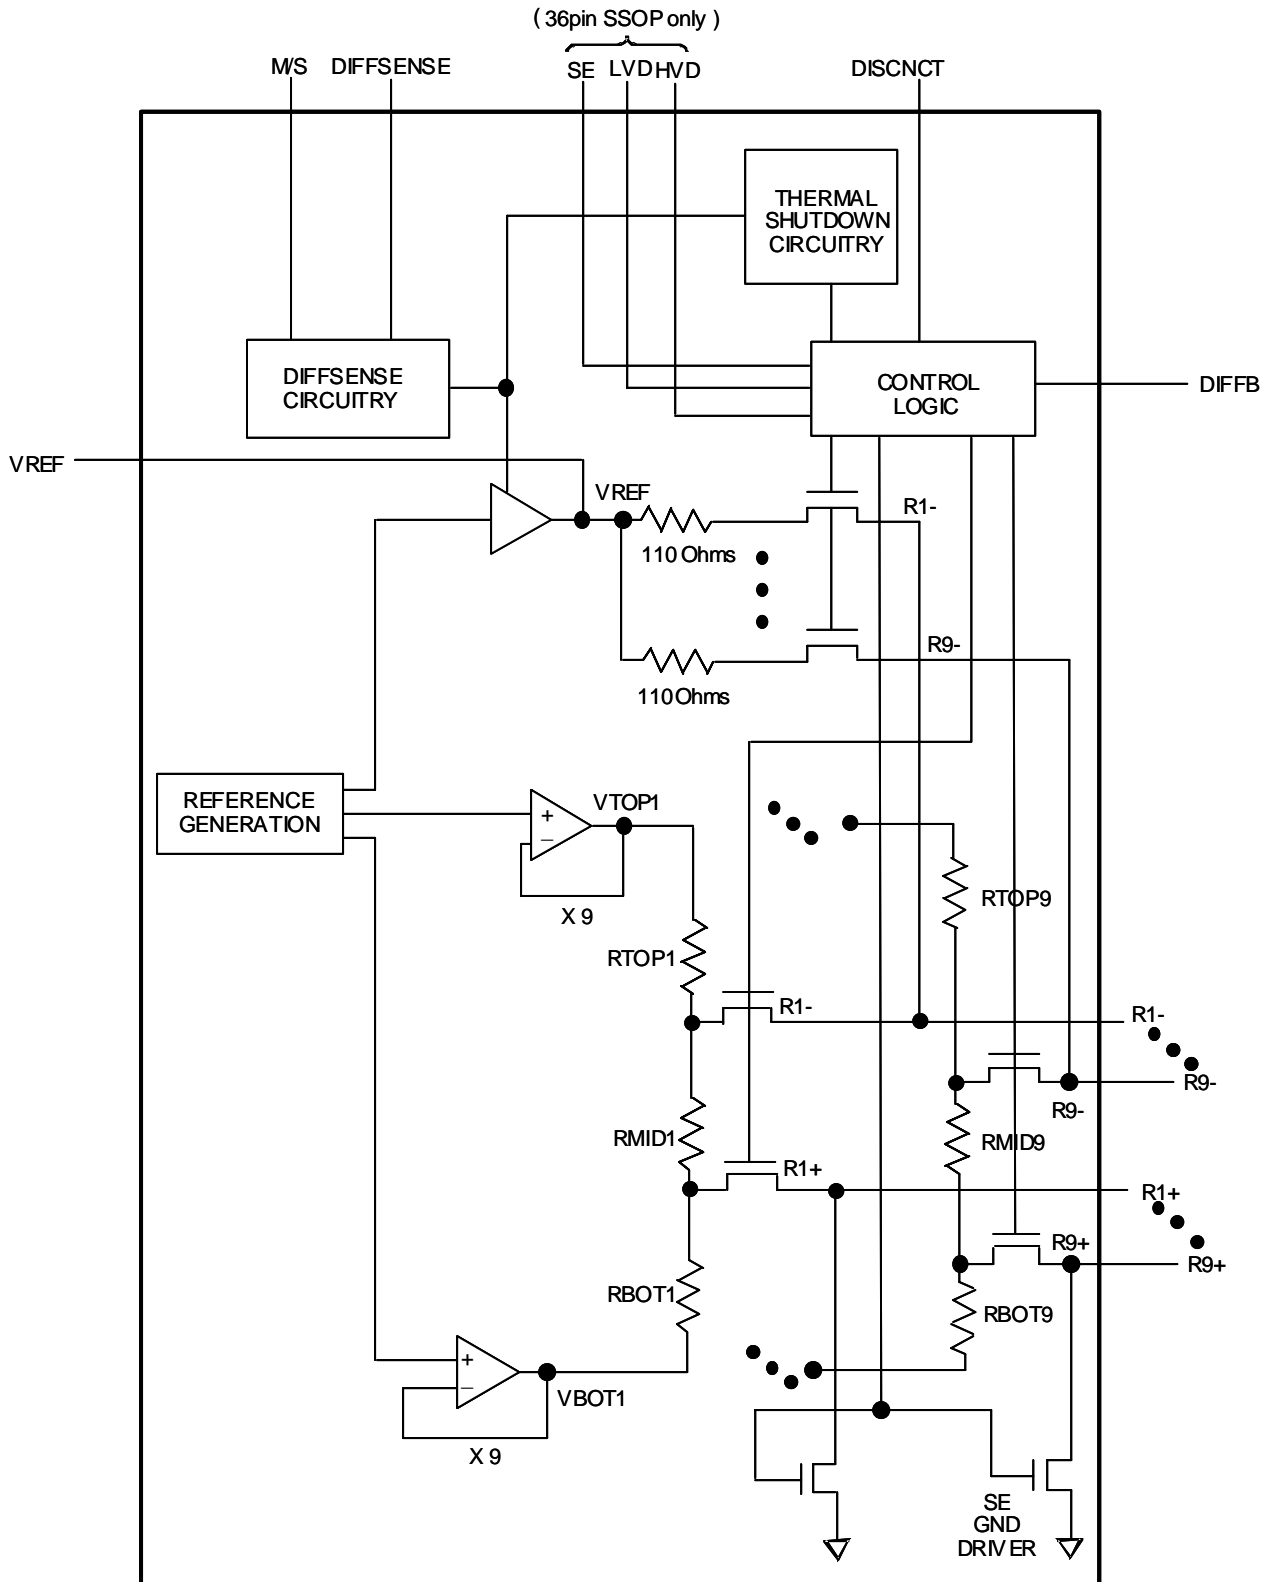 ( 36pin SSOP only )
M/S
DIFFSENSE
SE
LVD
HVD
DISCNCT
THERMAL
SHUTDOWN
CIRCUITRY
DIFFSENSE
CIRCUITRY
CONTROL
LOGIC
DIFFB
VREF
VREF
R1-
110 Ohms
R9-
110 Ohms
REFERENCE
GENERATION
VTOP1
+
−
X 9
RTOP9
RTOP1
R1-
R1-
R9-
R9-
RMID1
RMID9
R1+
R1+
R9+
R9+
RBOT1
RBOT9
+
−
VBOT1
X 9
SE
GND
DRIVER